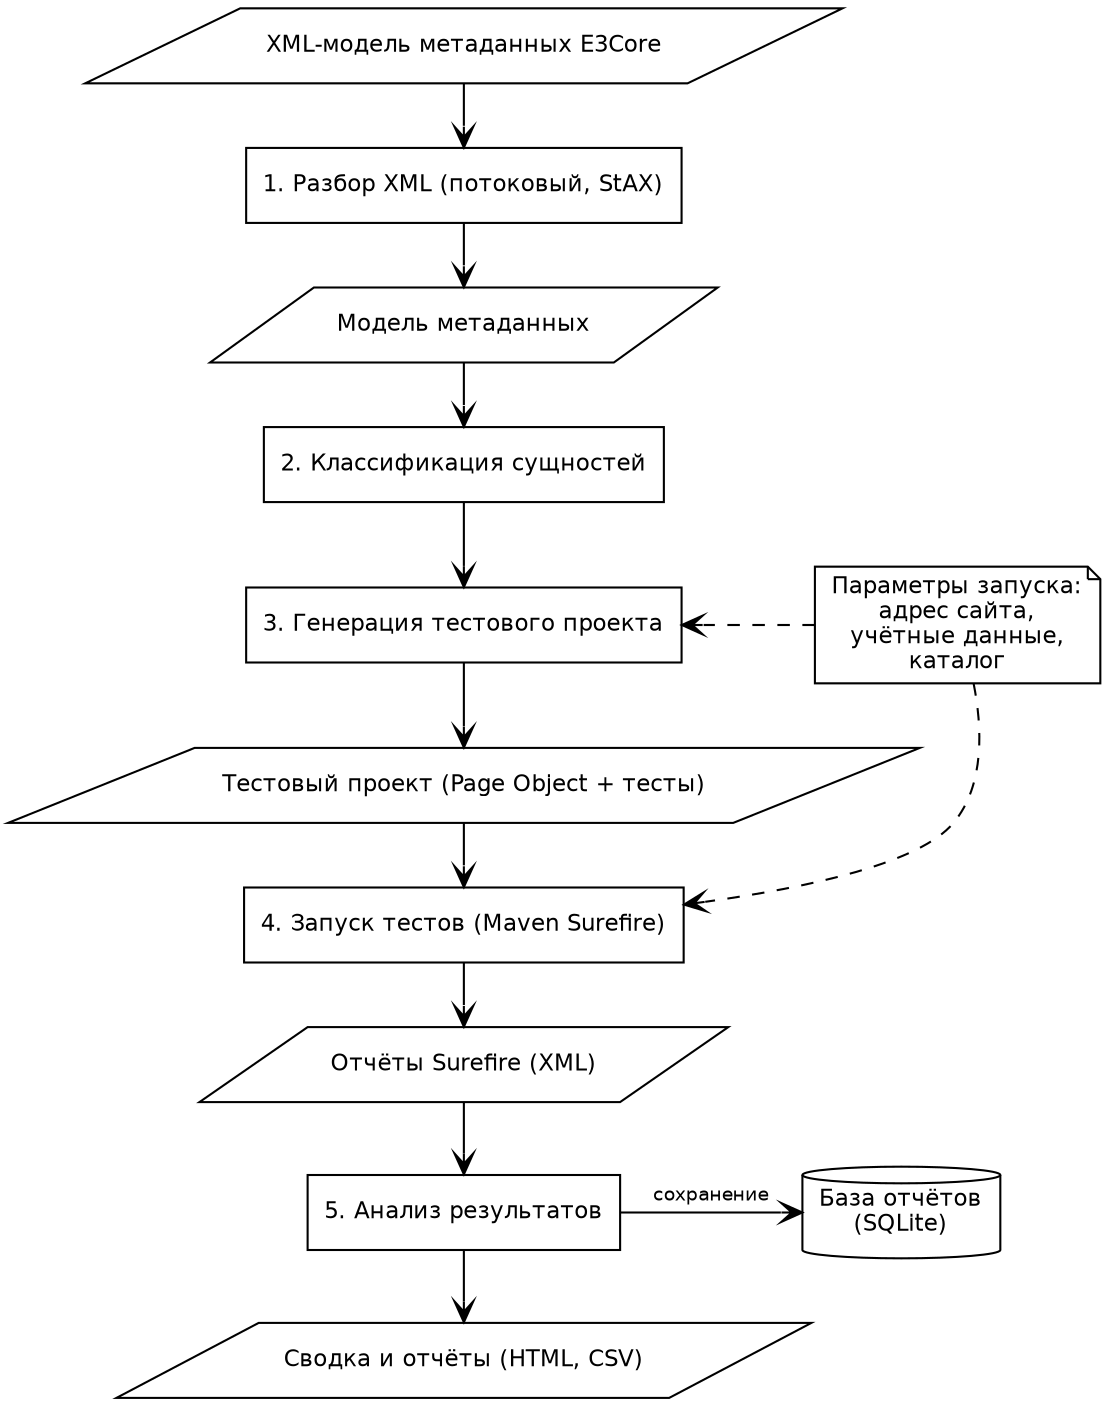 XML-модель метаданных E3Core
1. Разбор XML (потоковый, StAX)
Модель метаданных
2. Классификация сущностей
3. Генерация тестового проекта
Параметры запуска:
адрес сайта,
учётные данные,
каталог
Тестовый проект (Page Object + тесты)
4. Запуск тестов (Maven Surefire)
Отчёты Surefire (XML)
5. Анализ результатов
сохранение
База отчётов
(SQLite)
Сводка и отчёты (HTML, CSV)